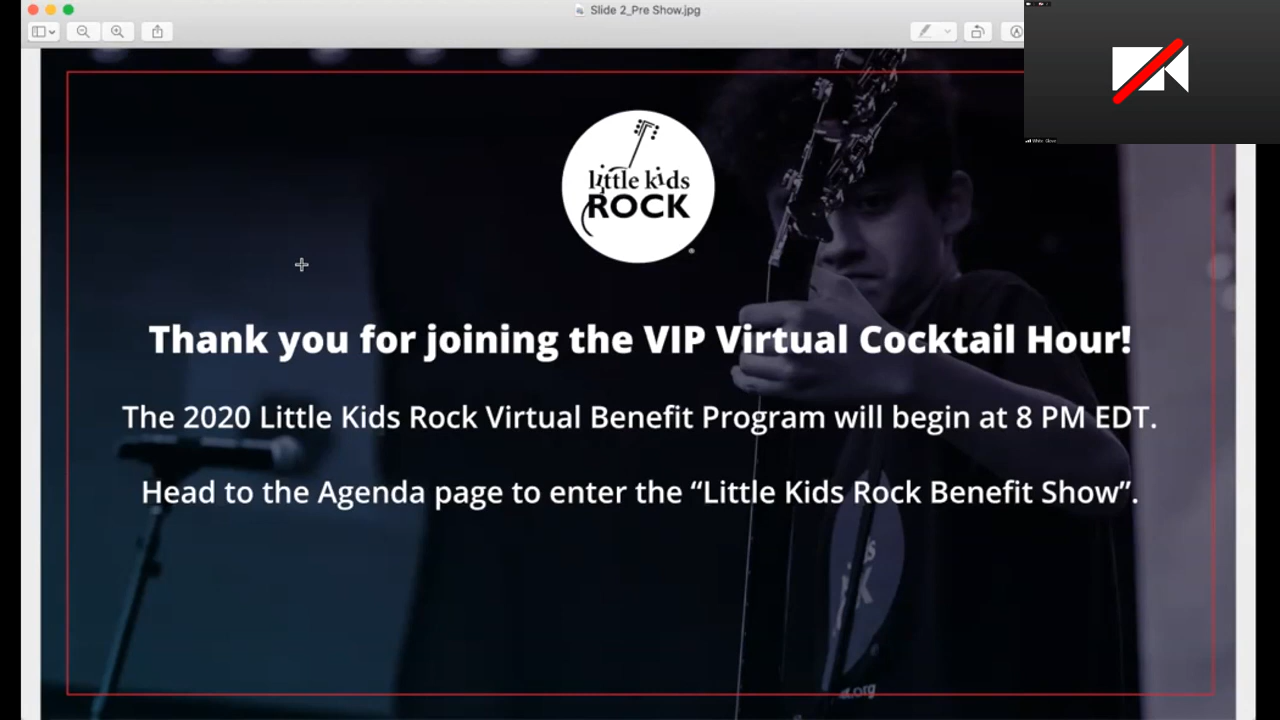 Slide 2_Pre Show.jpg
little kids
ROCK
Thank you for joining the VIP Virtual Cocktail Hour!
The 2020 Little Kids Rock Virtual Benefit Program will begin at 8 PM EDT.
Head to the Agenda page to enter the “Little Kids Rock Benefit Show”.